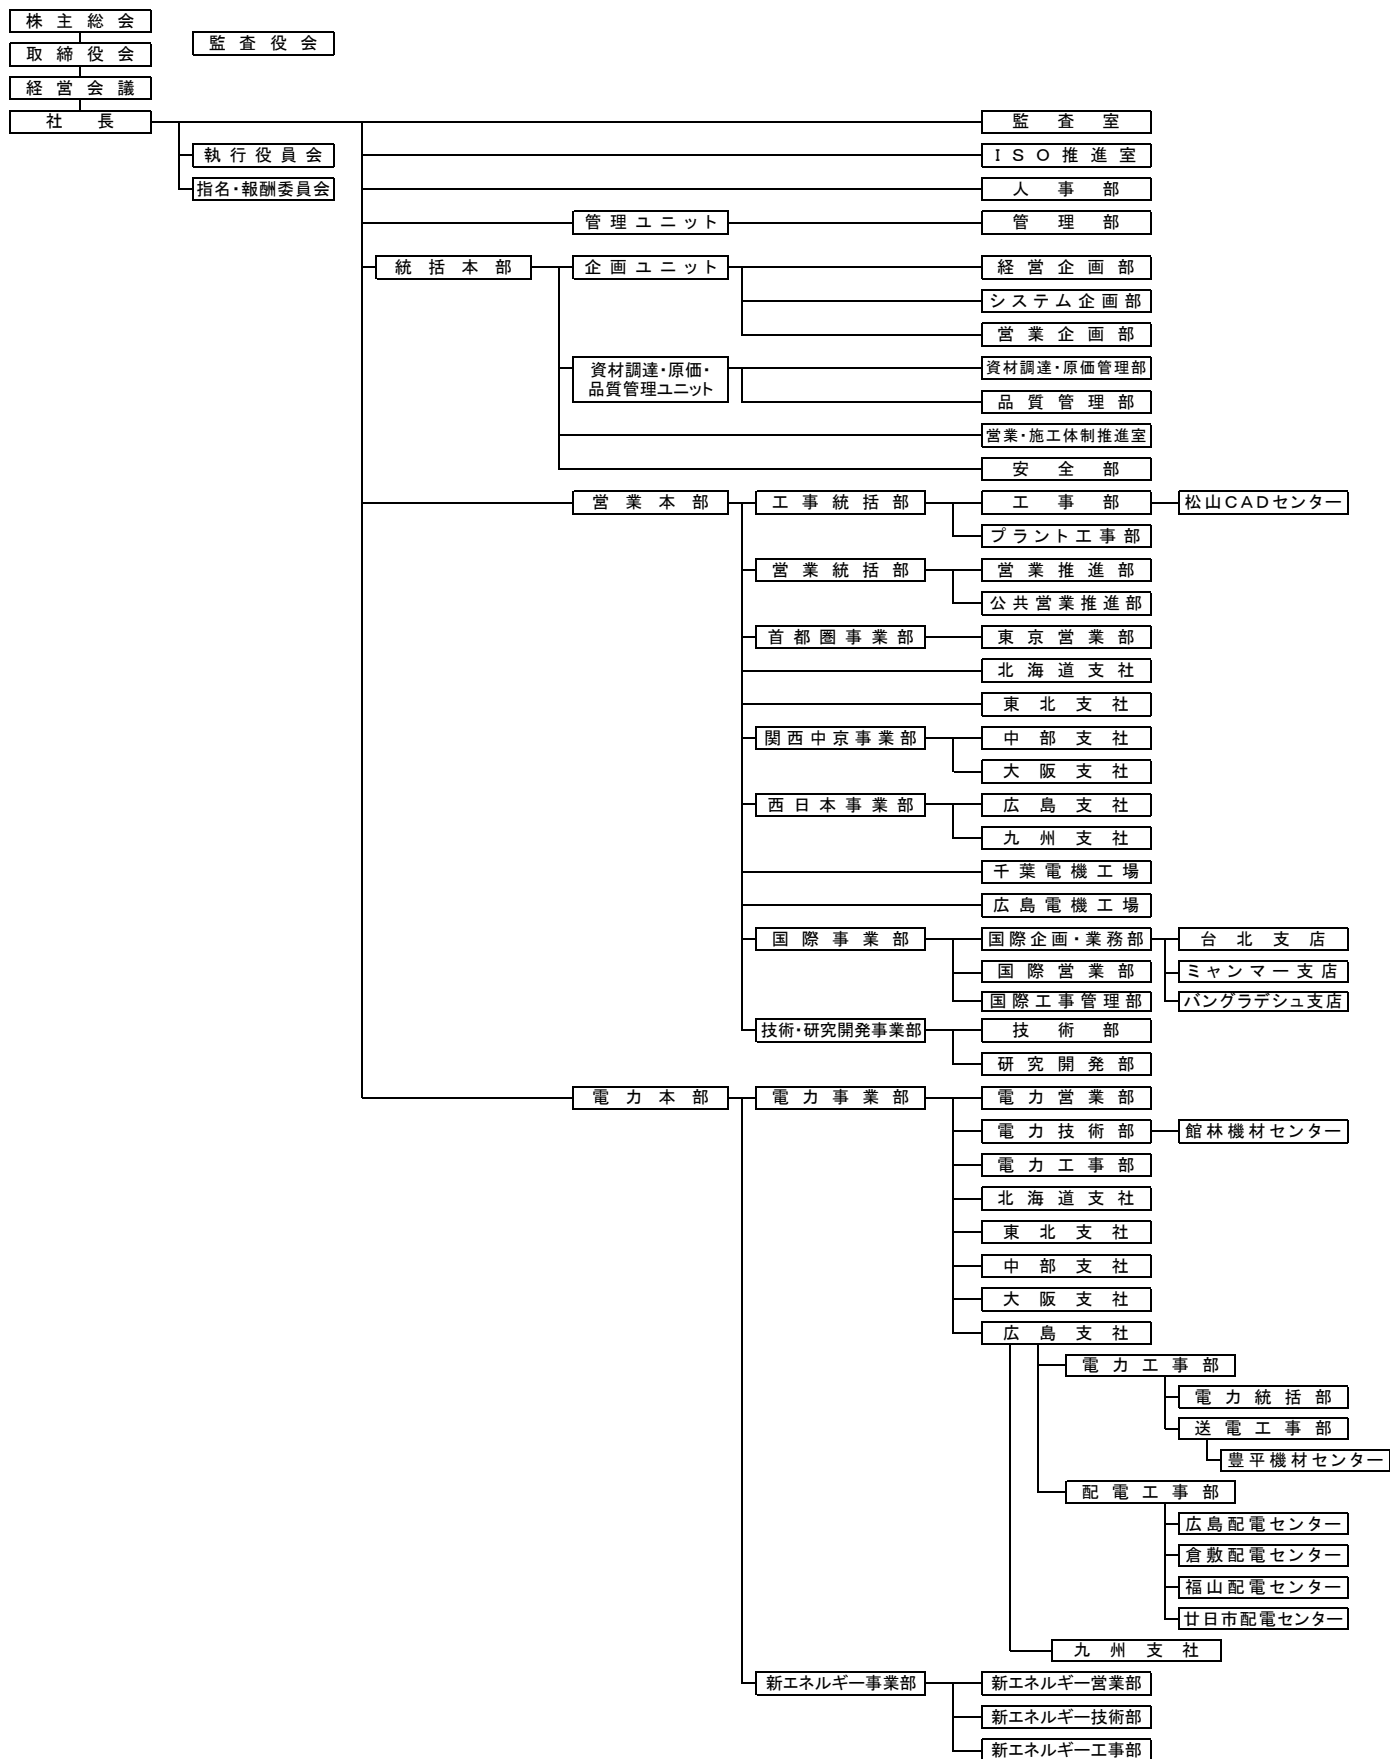 株主総会
取締役会
監査役会
経営会議
社長
監査室
執行役員会
ISO推進室
指名・報酬委員会
人事部
管理ユニット
管理部
統括本部
企画ユニット
経営企画部
システム企画部
営業企画部
資材調達・原価・
品質管理ユニット
資材調達・原価管理部
品質管理部
営業・施工体制推進室
安全部
営業本部
工事統括部
工事部
松山CADセンター
プラント工事部
営業統括部
営業推進部
公共営業推進部
首都圏事業部
東京営業部
北海道支社
東北支社
関西中京事業部
中部支社
大阪支社
西日本事業部
広島支社
九州支社
千葉電機工場
広島電機工場
国際事業部
国際企画・業務部
台北支店
国際営業部
ミャンマー支店
国際工事管理部
バングラデシュ支店
技術・研究開発事業部
技術部
研究開発部
電力本部
電力事業部
電力営業部
電力技術部
館林機材センター
電力工事部
北海道支社
東北支社
中部支社
大阪支社
広島支社
電力工事部
電力統括部
送電工事部
豊平機材センター
配電工事部
広島配電センター
倉敷配電センター
福山配電センター
廿日市配電センター
九州支社
新エネルギー事業部
新エネルギー営業部
新エネルギー技術部
新エネルギー工事部